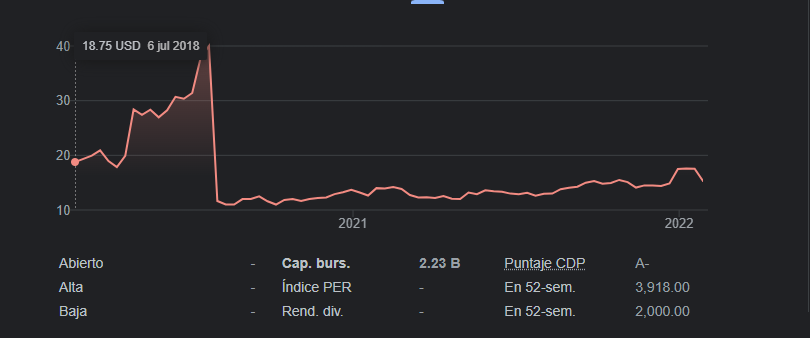 40
18.75 USD 6 jul 2018
30
20
10
2021
2022
Abierto - Cap. burs. 2.23 B Puntaje CDP A-
Alta - Índice PER - En 52-sem. 3,918.00
Baja - Rend. div. - En 52-sem. 2,000.00